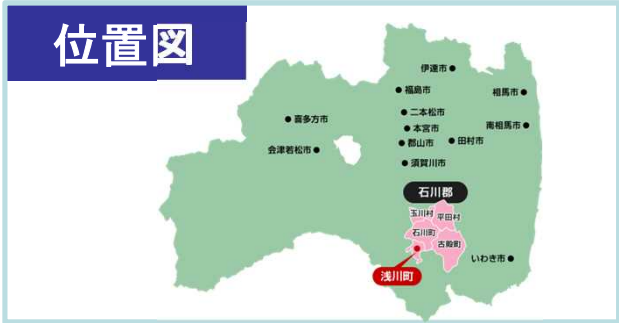 位置図
伊達市
福島市
相馬市
二本松市
喜多方市
本宮市
南相馬市
郡山市
田村市
会津若松市
須賀川市
石川郡
玉川村
平田村
石川町
古殿町
いわき市
浅川町